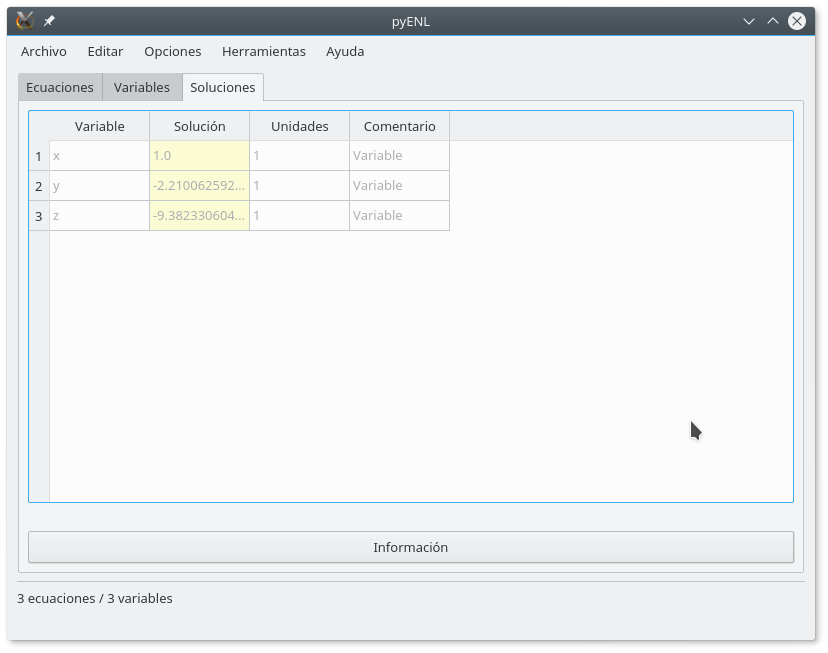 pyENL
Archivo Editar Opciones Herramientas Ayuda
Ecuaciones Variables Soluciones
Variable Solución Unidades Comentario
1 x 1.0 1 Variable
2 y -2.210062592... 1 Variable
3 z -9.382330604... 1 Variable
Información
3 ecuaciones / 3 variables